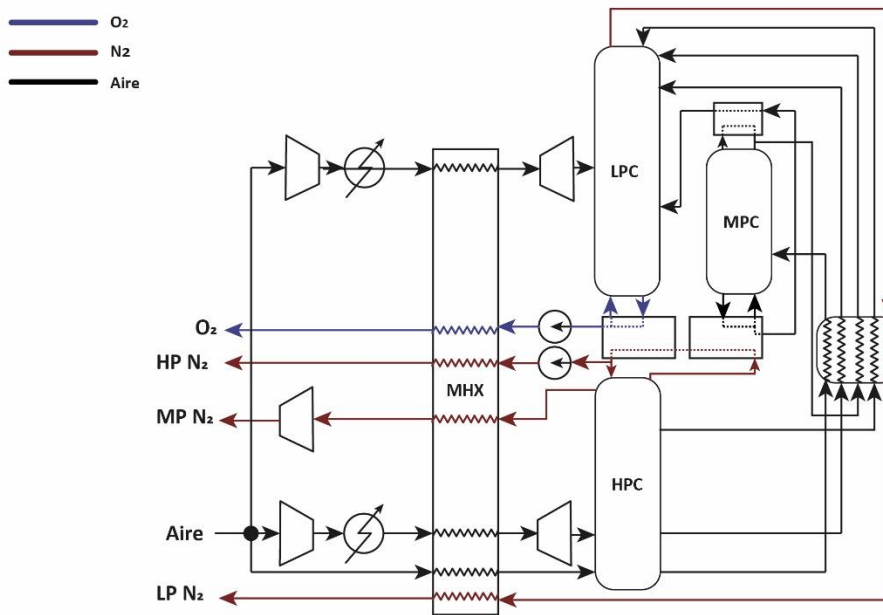 O₂
N2
Aire
LPC
MPC
O₂
HP N₂
MHX
MP N₂
HPC
Aire
LP N₂